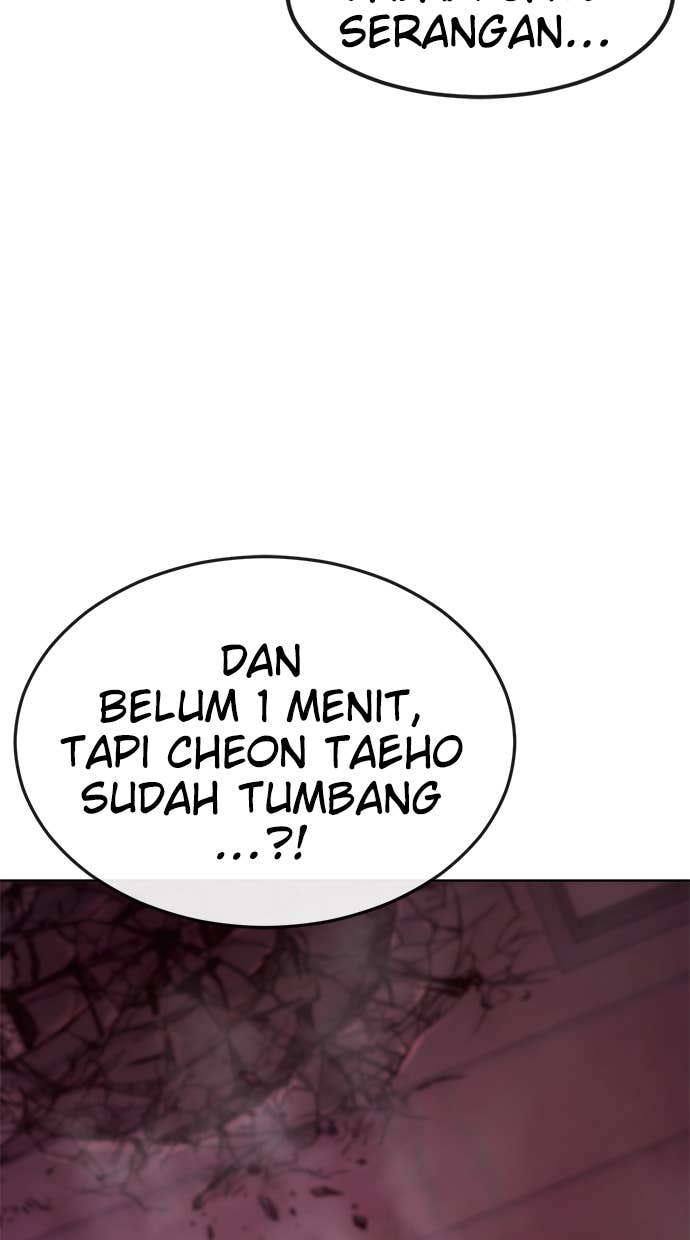 SERANGAN...
DAN
BELUM 1 MENIT,
TAPI CHEON TAEHO
SUDAH TUMBANG
...?!